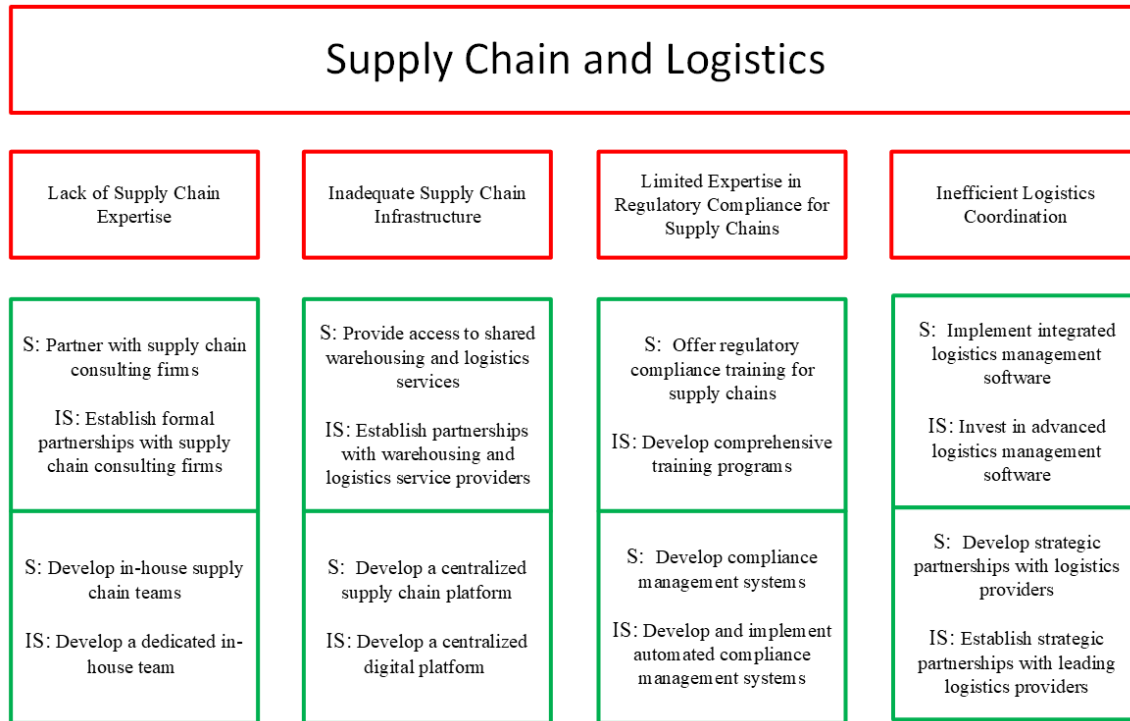 Supply Chain and Logistics
Lack of Supply Chain
Expertise
Inadequate Supply Chain
Infrastructure
Limited Expertise in
Regulatory Compliance for
Supply Chains
Inefficient Logistics
Coordination
S: Partner with supply chain
consulting firms
IS: Establish formal
partnerships with supply
chain consulting firms
S: Provide access to shared
warehousing and logistics
services
IS: Establish partnerships
with warehousing and
logistics service providers
S: Offer regulatory
compliance training for
supply chains
IS: Develop comprehensive
training programs
S: Implement integrated
logistics management
software
IS: Invest in advanced
logistics management
software
S: Develop in-house supply
chain teams
IS: Develop a dedicated in-
house team
S: Develop a centralized
supply chain platform
IS: Develop a centralized
digital platform
S: Develop compliance
management systems
IS: Develop and implement
automated compliance
management systems
S: Develop strategic
partnerships with logistics
providers
IS: Establish strategic
partnerships with leading
logistics providers